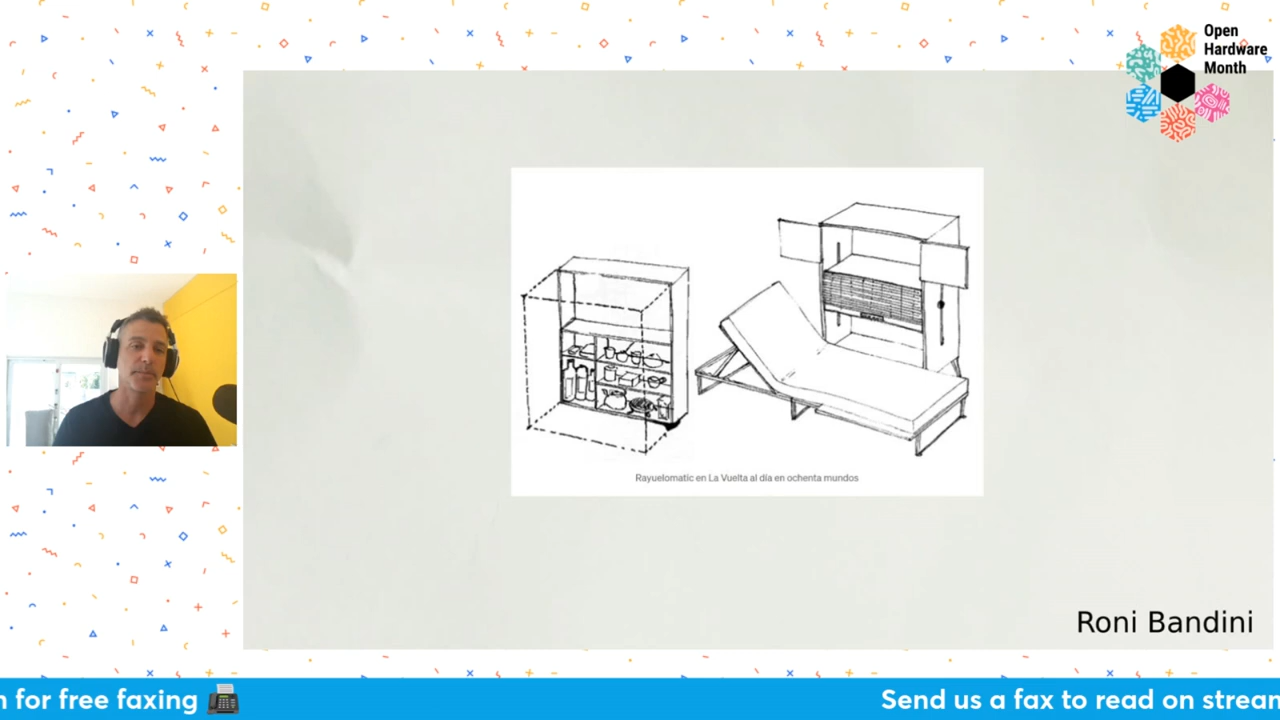 Open
Hardware
Month
Rayuelomatic en La Vuelta al día en ochenta mundos
Roni Bandini
for free faxing
Send us a fax to read on